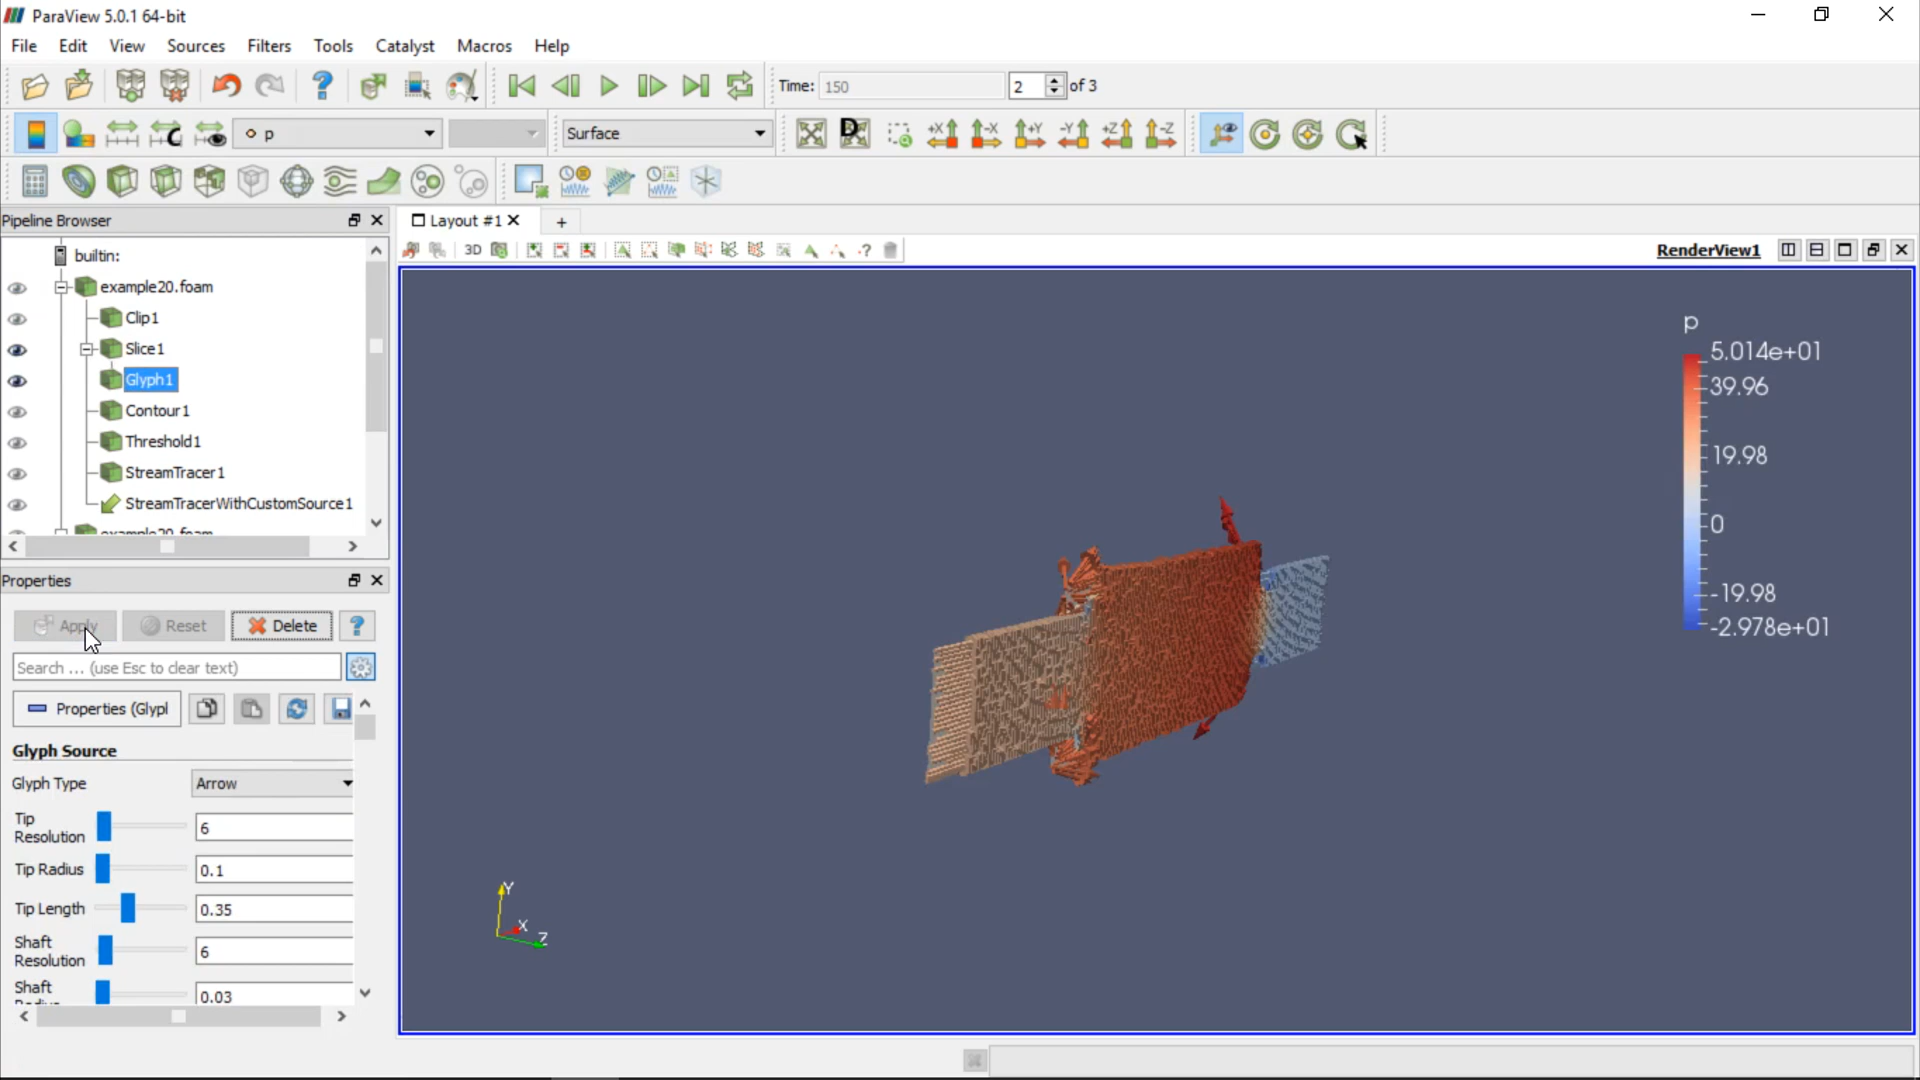 ParaView 5.0.1 64-bit
File Edit View Sources Filters Tools Catalyst Macros Help
Time: 150 2 of 3
p Surface +X -X +Y -Y +Z -Z
Pipeline Browser
Layout #1 +
3D RenderView1
builtin:
example20.foam
Clip1
Slice1
Glyph1
Contour1
Threshold1
StreamTracer1
StreamTracerWithCustomSource1
example20.foam
Properties
Apply Reset Delete ?
Search ... (use Esc to clear text)
Properties (Glypl
Glyph Source
Glyph Type Arrow
Tip
Resolution 6
Tip Radius 0.1
Tip Length 0.35
Shaft
Resolution 6
Shaft
Radius 0.03
p
5.014e+01
39.96
19.98
0
-19.98
-2.978e+01
Y
X
Z